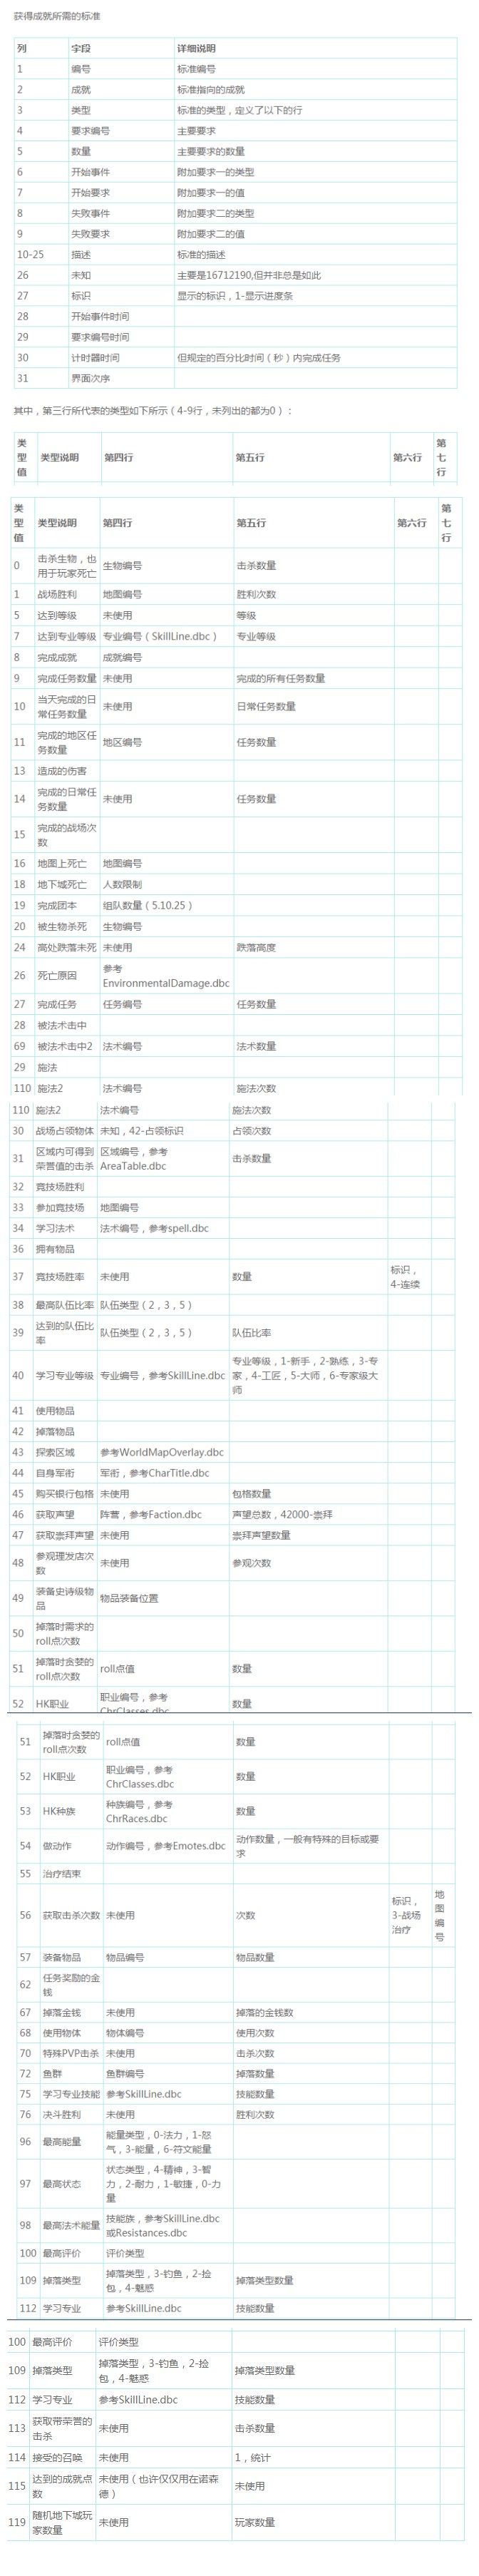 获得成就所需的标准
列 字段 详细说明
1 编号 标准编号
2 成就 标准指向的成就
3 类型 标准的类型，定义了以下的行
4 要求编号 主要要求
5 数量 主要要求的数量
6 开始事件 附加要求一的类型
7 开始要求 附加要求一的值
8 失败事件 附加要求二的类型
9 失败要求 附加要求二的值
10-25 描述 标准的描述
26 未知 主要是16712190,但并非总是如此
27 标识 显示的标识，1-显示进度条
28 开始事件时间
29 要求编号时间
30 计时器时间 但规定的百分比时间（秒）内完成任务
31 界面次序
其中，第三行所代表的类型如下所示（4-9行，未列出的都为0）：
类型值 类型说明 第四行 第五行 第六行 第七行
类型值 类型说明 第四行 第五行 第六行 第七行
0 击杀生物，也用于玩家死亡 生物编号 击杀数量
1 战场胜利 地图编号 胜利次数
5 达到等级 未使用 等级
7 达到专业等级 专业编号（SkillLine.dbc） 专业等级
8 完成成就 成就编号
9 完成任务数量 未使用 完成的所有任务数量
10 当天完成的日常任务数量 未使用 日常任务数量
11 完成的地区任务数量 地区编号 任务数量
13 造成的伤害
14 完成的日常任务数量 未使用 任务数量
15 完成的战场次数
16 地图上死亡 地图编号
18 地下城死亡 人数限制
19 完成团本 组队数量（5.10.25）
20 被生物杀死 生物编号
24 高处跌落未死 未使用 跌落高度
26 死亡原因 参考EnvironmentalDamage.dbc
27 完成任务 任务编号 任务数量
28 被法术击中
69 被法术击中2 法术编号 法术数量
29 施法
110 施法2 法术编号 施法次数
110 施法2 法术编号 施法次数
30 战场占领物体 未知，42-占领标识 占领次数
31 区域内可得到荣誉值的击杀 区域编号，参考AreaTable.dbc 击杀数量
32 竞技场胜利
33 参加竞技场 地图编号
34 学习法术 法术编号，参考spell.dbc
36 拥有物品
37 竞技场胜率 未使用 数量 标识，4-连续
38 最高队伍比率 队伍类型（2，3，5）
39 达到的队伍比率 队伍类型（2，3，5） 队伍比率
40 学习专业等级 专业编号，参考SkillLine.dbc 专业等级，1-新手，2-熟练，3-专家，4-工匠，5-大师，6-专家级大师
41 使用物品
42 掉落物品
43 探索区域 参考WorldMapOverlay.dbc
44 自身军衔 军衔，参考CharTitle.dbc
45 购买银行包格 未使用 包格数量
46 获取声望 阵营，参考Faction.dbc 声望总数，42000-崇拜
47 获取崇拜声望 未使用 崇拜声望数量
48 参观理发店次数 未使用 参观次数
49 装备史诗级物品 物品装备位置
50 掉落时需求的roll点次数
51 掉落时贪婪的roll点次数 roll点值 数量
52 HK职业 职业编号，参考ChrClasses.dbc 数量
51 掉落时贪婪的roll点次数 roll点值 数量
52 HK职业 职业编号，参考ChrClasses.dbc 数量
53 HK种族 种族编号，参考ChrRaces.dbc 数量
54 做动作 动作编号，参考Emotes.dbc 动作数量，一般有特殊的目标或要求
55 治疗结束
56 获取击杀次数 未使用 次数 标识，3-战场治疗 地图编号
57 装备物品 物品编号 物品数量
62 任务奖励的金钱
67 掉落金钱 未使用 掉落的金钱数
68 使用物体 物体编号 使用次数
70 特殊PVP击杀 未使用 击杀次数
72 鱼群 鱼群编号 掉落数量
75 学习专业技能 参考SkillLine.dbc 技能数量
76 决斗胜利 未使用 胜利次数
96 最高能量 能量类型，0-法力，1-怒气，3-能量，6-符文能量
97 最高状态 状态类型，4-精神，3-智力，2-耐力，1-敏捷，0-力量
98 最高法术能量 技能族，参考SkillLine.dbc或Resistances.dbc
100 最高评价 评价类型
109 掉落类型 掉落类型，3-钓鱼，2-捡包，4-魅惑 掉落类型数量
112 学习专业 参考SkillLine.dbc 技能数量
100 最高评价 评价类型
109 掉落类型 掉落类型，3-钓鱼，2-捡包，4-魅惑 掉落类型数量
112 学习专业 参考SkillLine.dbc 技能数量
113 获取带荣誉的击杀 未使用 击杀数量
114 接受的召唤 未使用 1，统计
115 达到的成就点数 未使用（也许仅仅用在诺森德） 未使用
119 随机地下城玩家数量 未使用 玩家数量